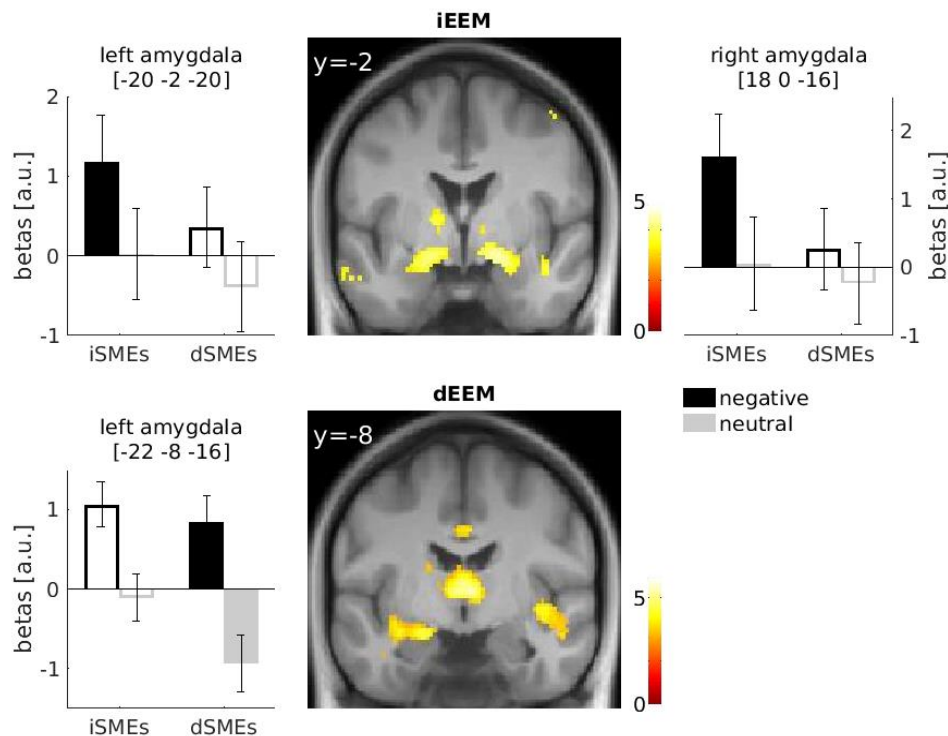 iEEM
left amygdala
[-20 -2 -20]
2
1
0
-1
betas [a.u.]
iSMEs
dSMEs
y=-2
5
0
right amygdala
[18 0 -16]
2
1
0
-1
betas [a.u.]
iSMEs
dSMEs
negative
neutral
dEEM
left amygdala
[-22 -8 -16]
1
0
-1
betas [a.u.]
iSMEs
dSMEs
y=-8
5
0